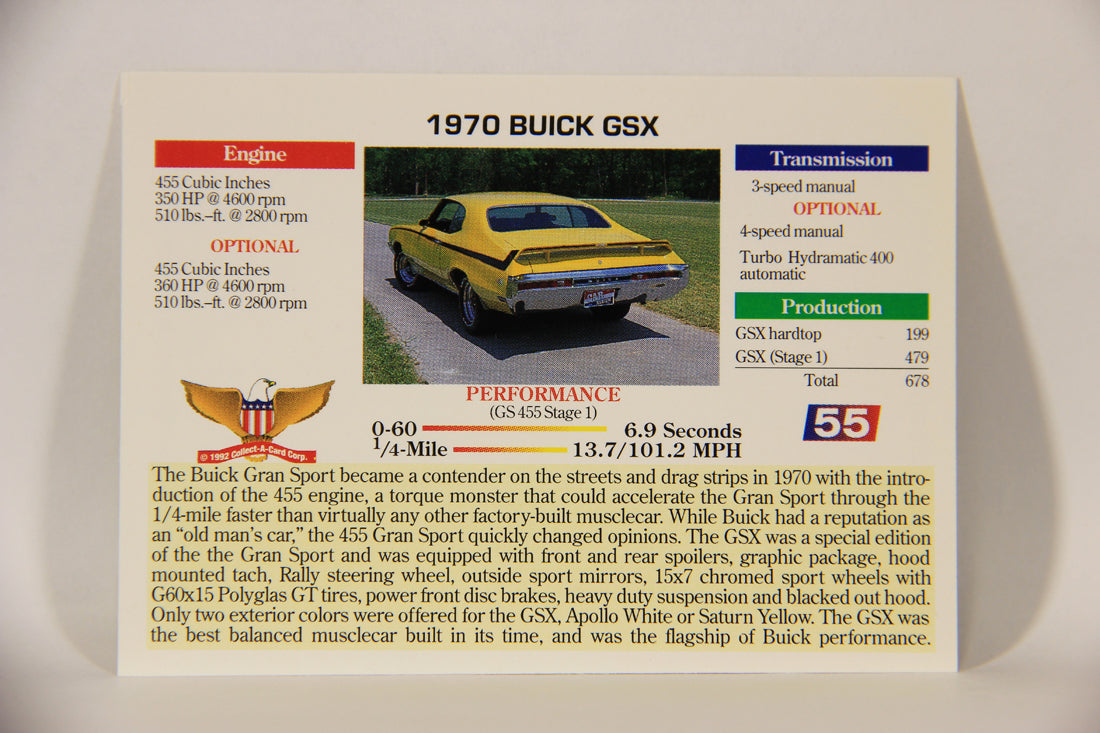 1970 BUICK GSX
Engine
455 Cubic Inches
350 HP @ 4600 rpm
510 lbs.–ft. @ 2800 rpm
OPTIONAL
455 Cubic Inches
360 HP @ 4600 rpm
510 lbs.–ft. @ 2800 rpm
© 1992 Collect-A-Card Corp.
Transmission
3-speed manual
OPTIONAL
4-speed manual
Turbo Hydramatic 400
automatic
Production
GSX hardtop 199
GSX (Stage 1) 479
Total 678
55
PERFORMANCE
(GS 455 Stage 1)
0-60 6.9 Seconds
1/4-Mile 13.7/101.2 MPH
The Buick Gran Sport became a contender on the streets and drag strips in 1970 with the intro-
duction of the 455 engine, a torque monster that could accelerate the Gran Sport through the
1/4-mile faster than virtually any other factory-built musclecar. While Buick had a reputation as
an “old man's car,” the 455 Gran Sport quickly changed opinions. The GSX was a special edition
of the the Gran Sport and was equipped with front and rear spoilers, graphic package, hood
mounted tach, Rally steering wheel, outside sport mirrors, 15x7 chromed sport wheels with
G60x15 Polyglas GT tires, power front disc brakes, heavy duty suspension and blacked out hood.
Only two exterior colors were offered for the GSX, Apollo White or Saturn Yellow. The GSX was
the best balanced musclecar built in its time, and was the flagship of Buick performance.